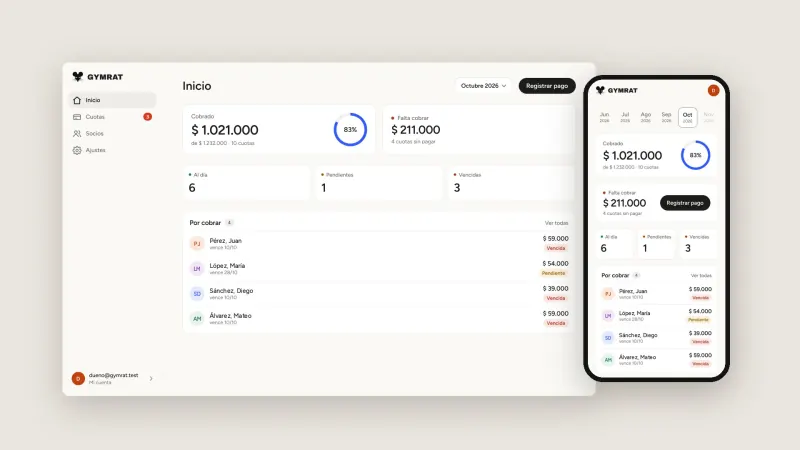 GYMRAT
Inicio
Cuotas
3
Socios
Ajustes
D
dueno@gymrat.test
Mi cuenta
Inicio
Octubre 2026
Registrar pago
Cobrado
$ 1.021.000
de $ 1.232.000 · 10 cuotas
83%
Falta cobrar
$ 211.000
4 cuotas sin pagar
Al día
6
Pendientes
1
Vencidas
3
Por cobrar 4
Ver todas
PJ
Pérez, Juan
vence 10/10
$ 59.000
Vencida
LM
López, María
vence 28/10
$ 54.000
Pendiente
SD
Sánchez, Diego
vence 10/10
$ 39.000
Vencida
AM
Álvarez, Mateo
vence 10/10
$ 59.000
Vencida
GYMRAT
D
Jun
2026
Jul
2026
Ago
2026
Sep
2026
Oct
2026
Cobrado
$ 1.021.000
de $ 1.232.000 · 10 cuotas
83%
Falta cobrar
$ 211.000
4 cuotas sin pagar
Registrar pago
Al día
6
Pendientes
1
Vencidas
3
Por cobrar 4
Ver todas
PJ
Pérez, Juan
vence 10/10
$ 59.000
Vencida
LM
López, María
vence 28/10
$ 54.000
Pendiente
SD
Sánchez, Diego
vence 10/10
$ 39.000
Vencida
AM
Álvarez, Mateo
vence 10/10
$ 59.000
Vencida